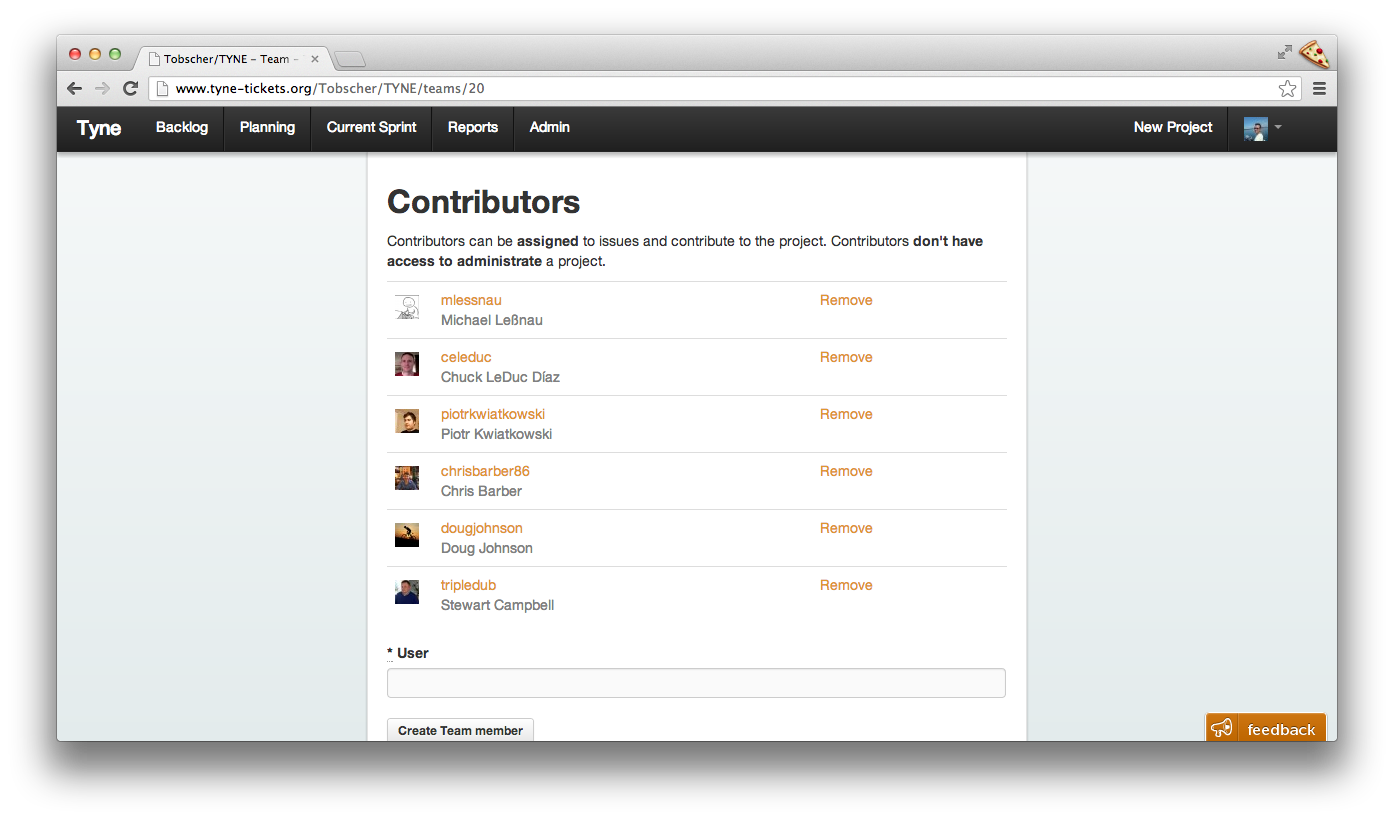 Tobscher/TYNE – Team –
www.tyne-tickets.org/Tobscher/TYNE/teams/20
Tyne Backlog Planning Current Sprint Reports Admin New Project
Contributors
Contributors can be assigned to issues and contribute to the project. Contributors don't have
access to administrate a project.
mlessnau Remove
Michael Leßnau
celeduc Remove
Chuck LeDuc Díaz
piotrkwiatkowski Remove
Piotr Kwiatkowski
chrisbarber86 Remove
Chris Barber
dougjohnson Remove
Doug Johnson
tripledub Remove
Stewart Campbell
* User
Create Team member
feedback